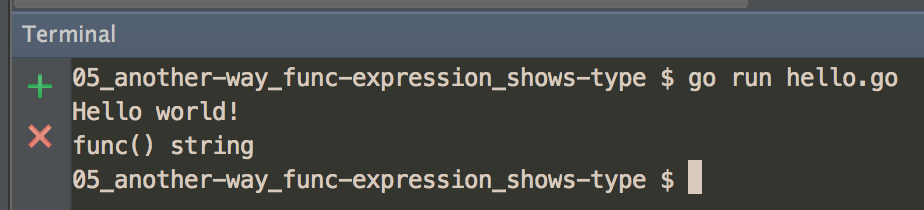 Terminal
05_another-way_func-expression_shows-type $ go run hello.go
Hello world!
func() string
05_another-way_func-expression_shows-type $